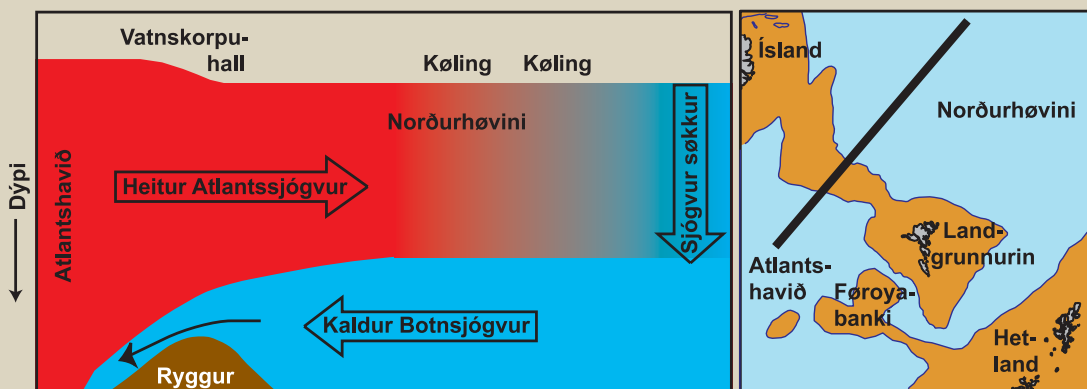 Vatnskorpu-
hall
Køling
Køling
Norðurhøvini
Dýpi
Atlantshavið
Heitur Atlantssjógvur
Sjógvur søkkur
Kaldur Botnsjógvur
Ryggur
Ísland
Norðurhøvini
Land-
grunnurin
Atlants-
havið
Føroya-
banki
Het-
land